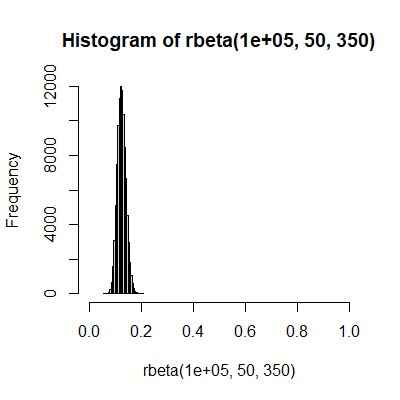 Histogram of rbeta(1e+05, 50, 350)
Frequency
12000
8000
4000
0
0.0 0.2 0.4 0.6 0.8 1.0
rbeta(1e+05, 50, 350)